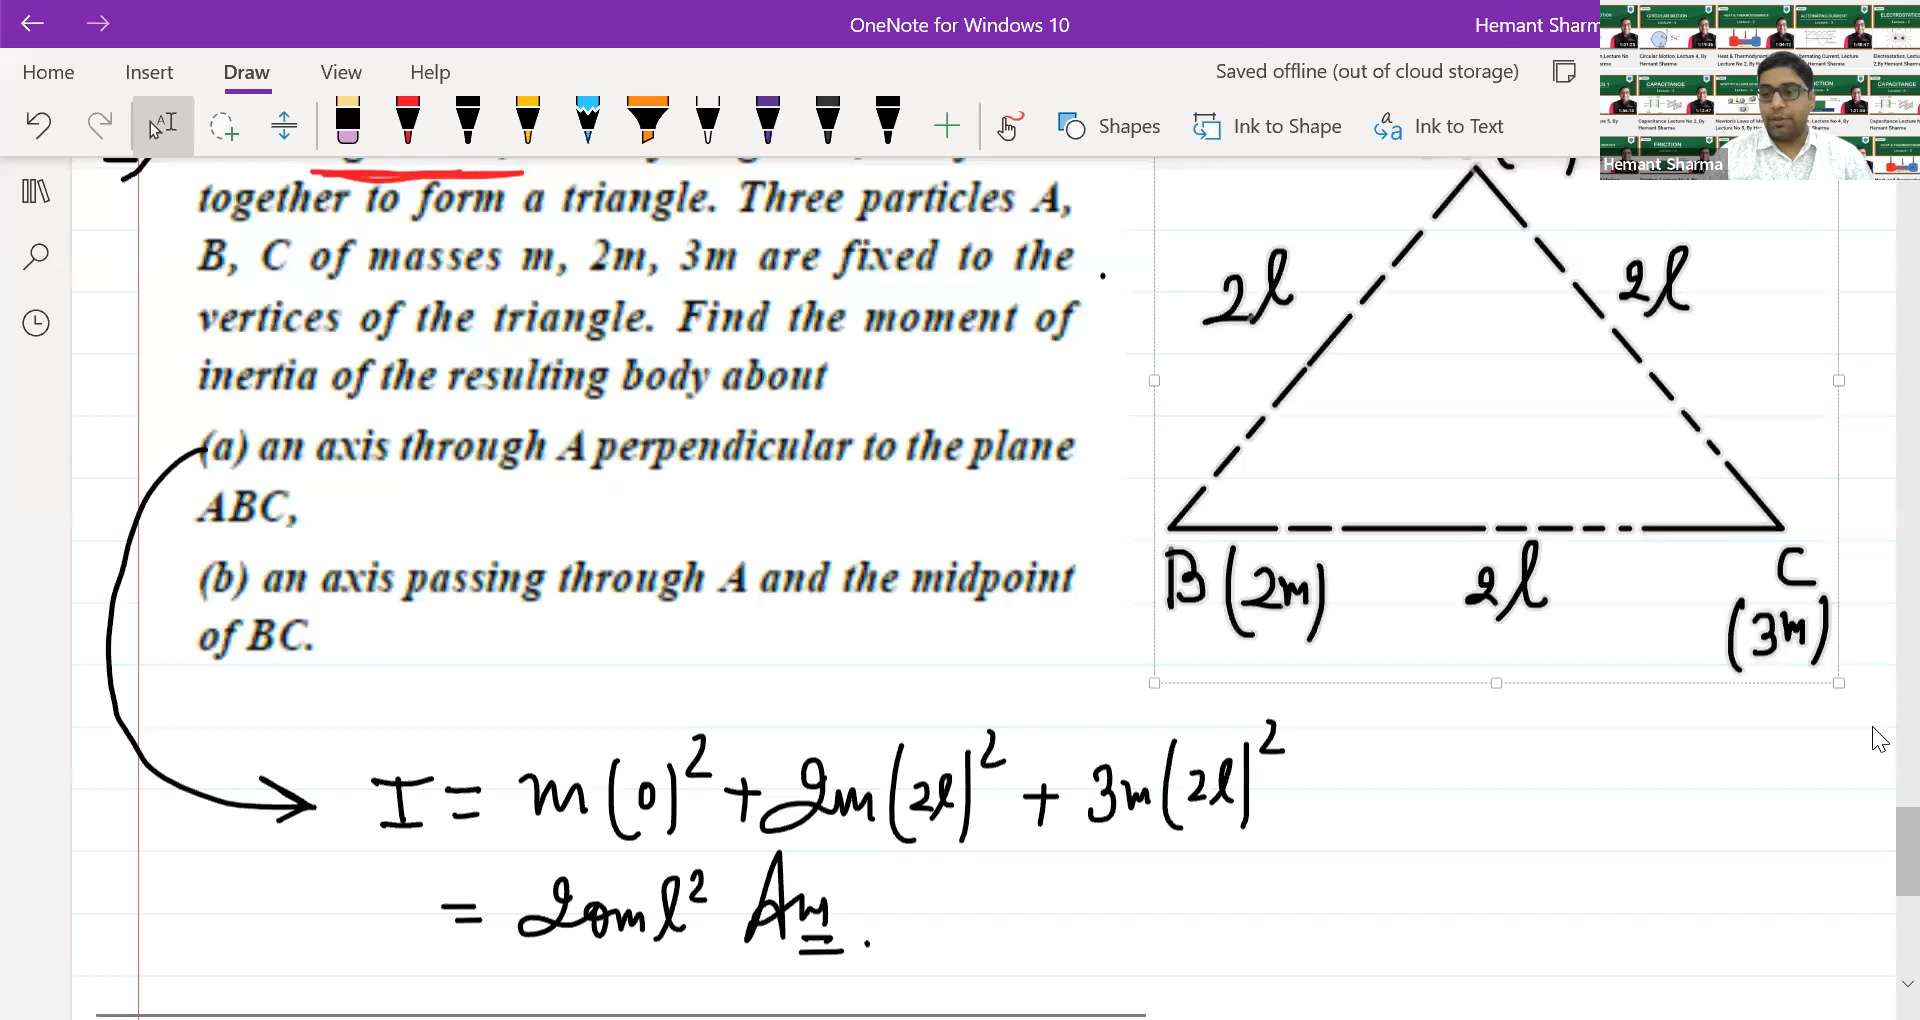 OneNote for Windows 10
Hemant Sharm
Home Insert Draw View Help
Saved offline (out of cloud storage)
Shapes Ink to Shape Ink to Text
Hemant Sharma
together to form a triangle. Three particles A,
B, C of masses m, 2m, 3m are fixed to the
vertices of the triangle. Find the moment of
inertia of the resulting body about
(a) an axis through A perpendicular to the plane
ABC,
(b) an axis passing through A and the midpoint
of BC.
2l 2l
B (2m) 2l C
(3m)
I = m(0)² + 2m(2l)² + 3m(2l)²
= 20ml² Ans.